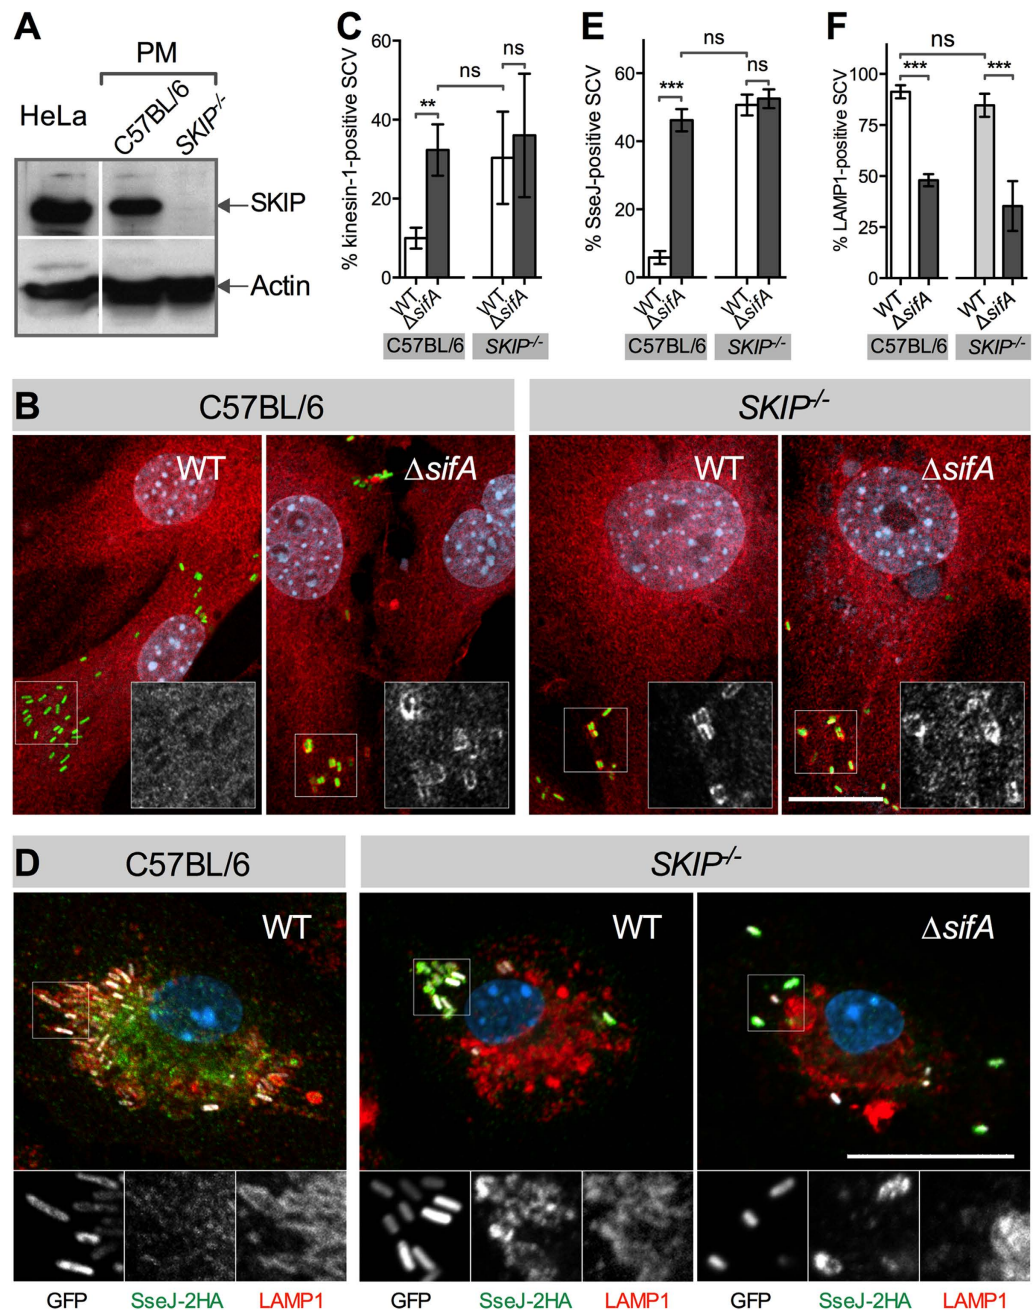 A
PM
HeLa
C57BL/6
SKIP-/-
SKIP
Actin
C
% kinesin-1-positive SCV
60
40
20
0
ns
ns
**
WT
ΔsifA
WT
ΔsifA
C57BL/6
SKIP-/-
E
% SseJ-positive SCV
60
40
20
0
ns
***
ns
WT
ΔsifA
WT
ΔsifA
C57BL/6
SKIP-/-
F
% LAMP1-positive SCV
100
75
50
25
0
ns
***
***
WT
ΔsifA
WT
ΔsifA
C57BL/6
SKIP-/-
B
C57BL/6
SKIP-/-
WT
ΔsifA
WT
ΔsifA
D
C57BL/6
SKIP-/-
WT
WT
ΔsifA
GFP SseJ-2HA LAMP1 GFP SseJ-2HA LAMP1 GFP SseJ-2HA LAMP1